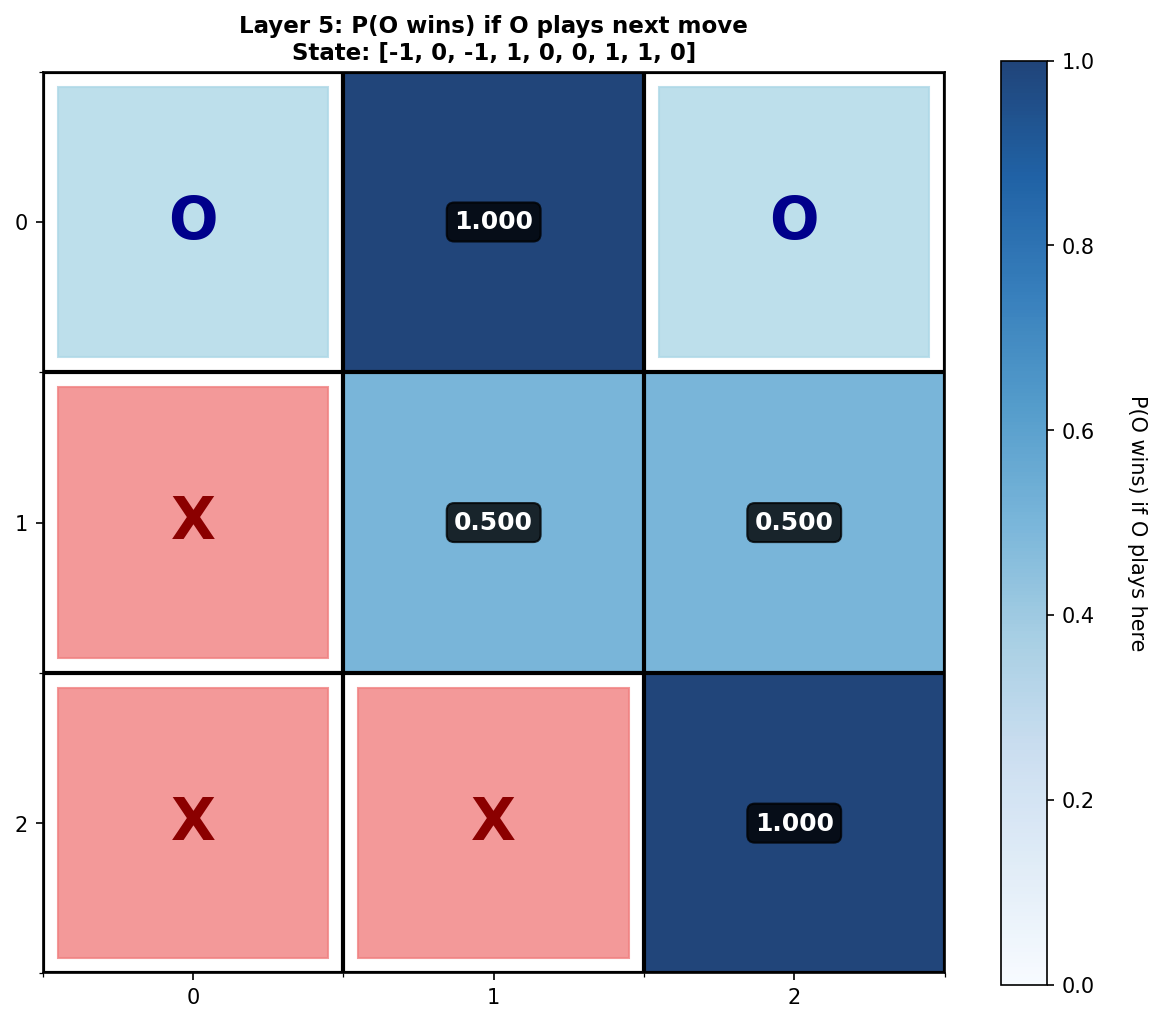 Layer 5: P(O wins) if O plays next move
State: [-1, 0, -1, 1, 0, 0, 1, 1, 0]
0
O
1.000
O
1
X
0.500
0.500
2
X
X
1.000
0
1
2
1.0
0.8
0.6
0.4
0.2
0.0
P(O wins) if O plays here